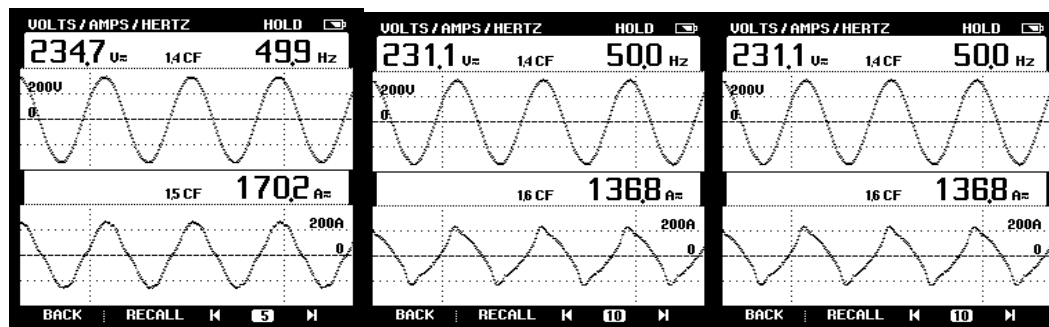 VOLTS/AMPS/HERTZ HOLD
234.7 V≂ 1.4 CF 49.9 Hz
200V
0
1.5 CF 170.2 A≂
200A
0
BACK RECALL 5
VOLTS/AMPS/HERTZ HOLD
231.1 V≂ 1.4 CF 50.0 Hz
200V
0
1.6 CF 136.8 A≂
200A
0
BACK RECALL 10
VOLTS/AMPS/HERTZ HOLD
231.1 V≂ 1.4 CF 50.0 Hz
200V
0
1.6 CF 136.8 A≂
200A
0
BACK RECALL 10